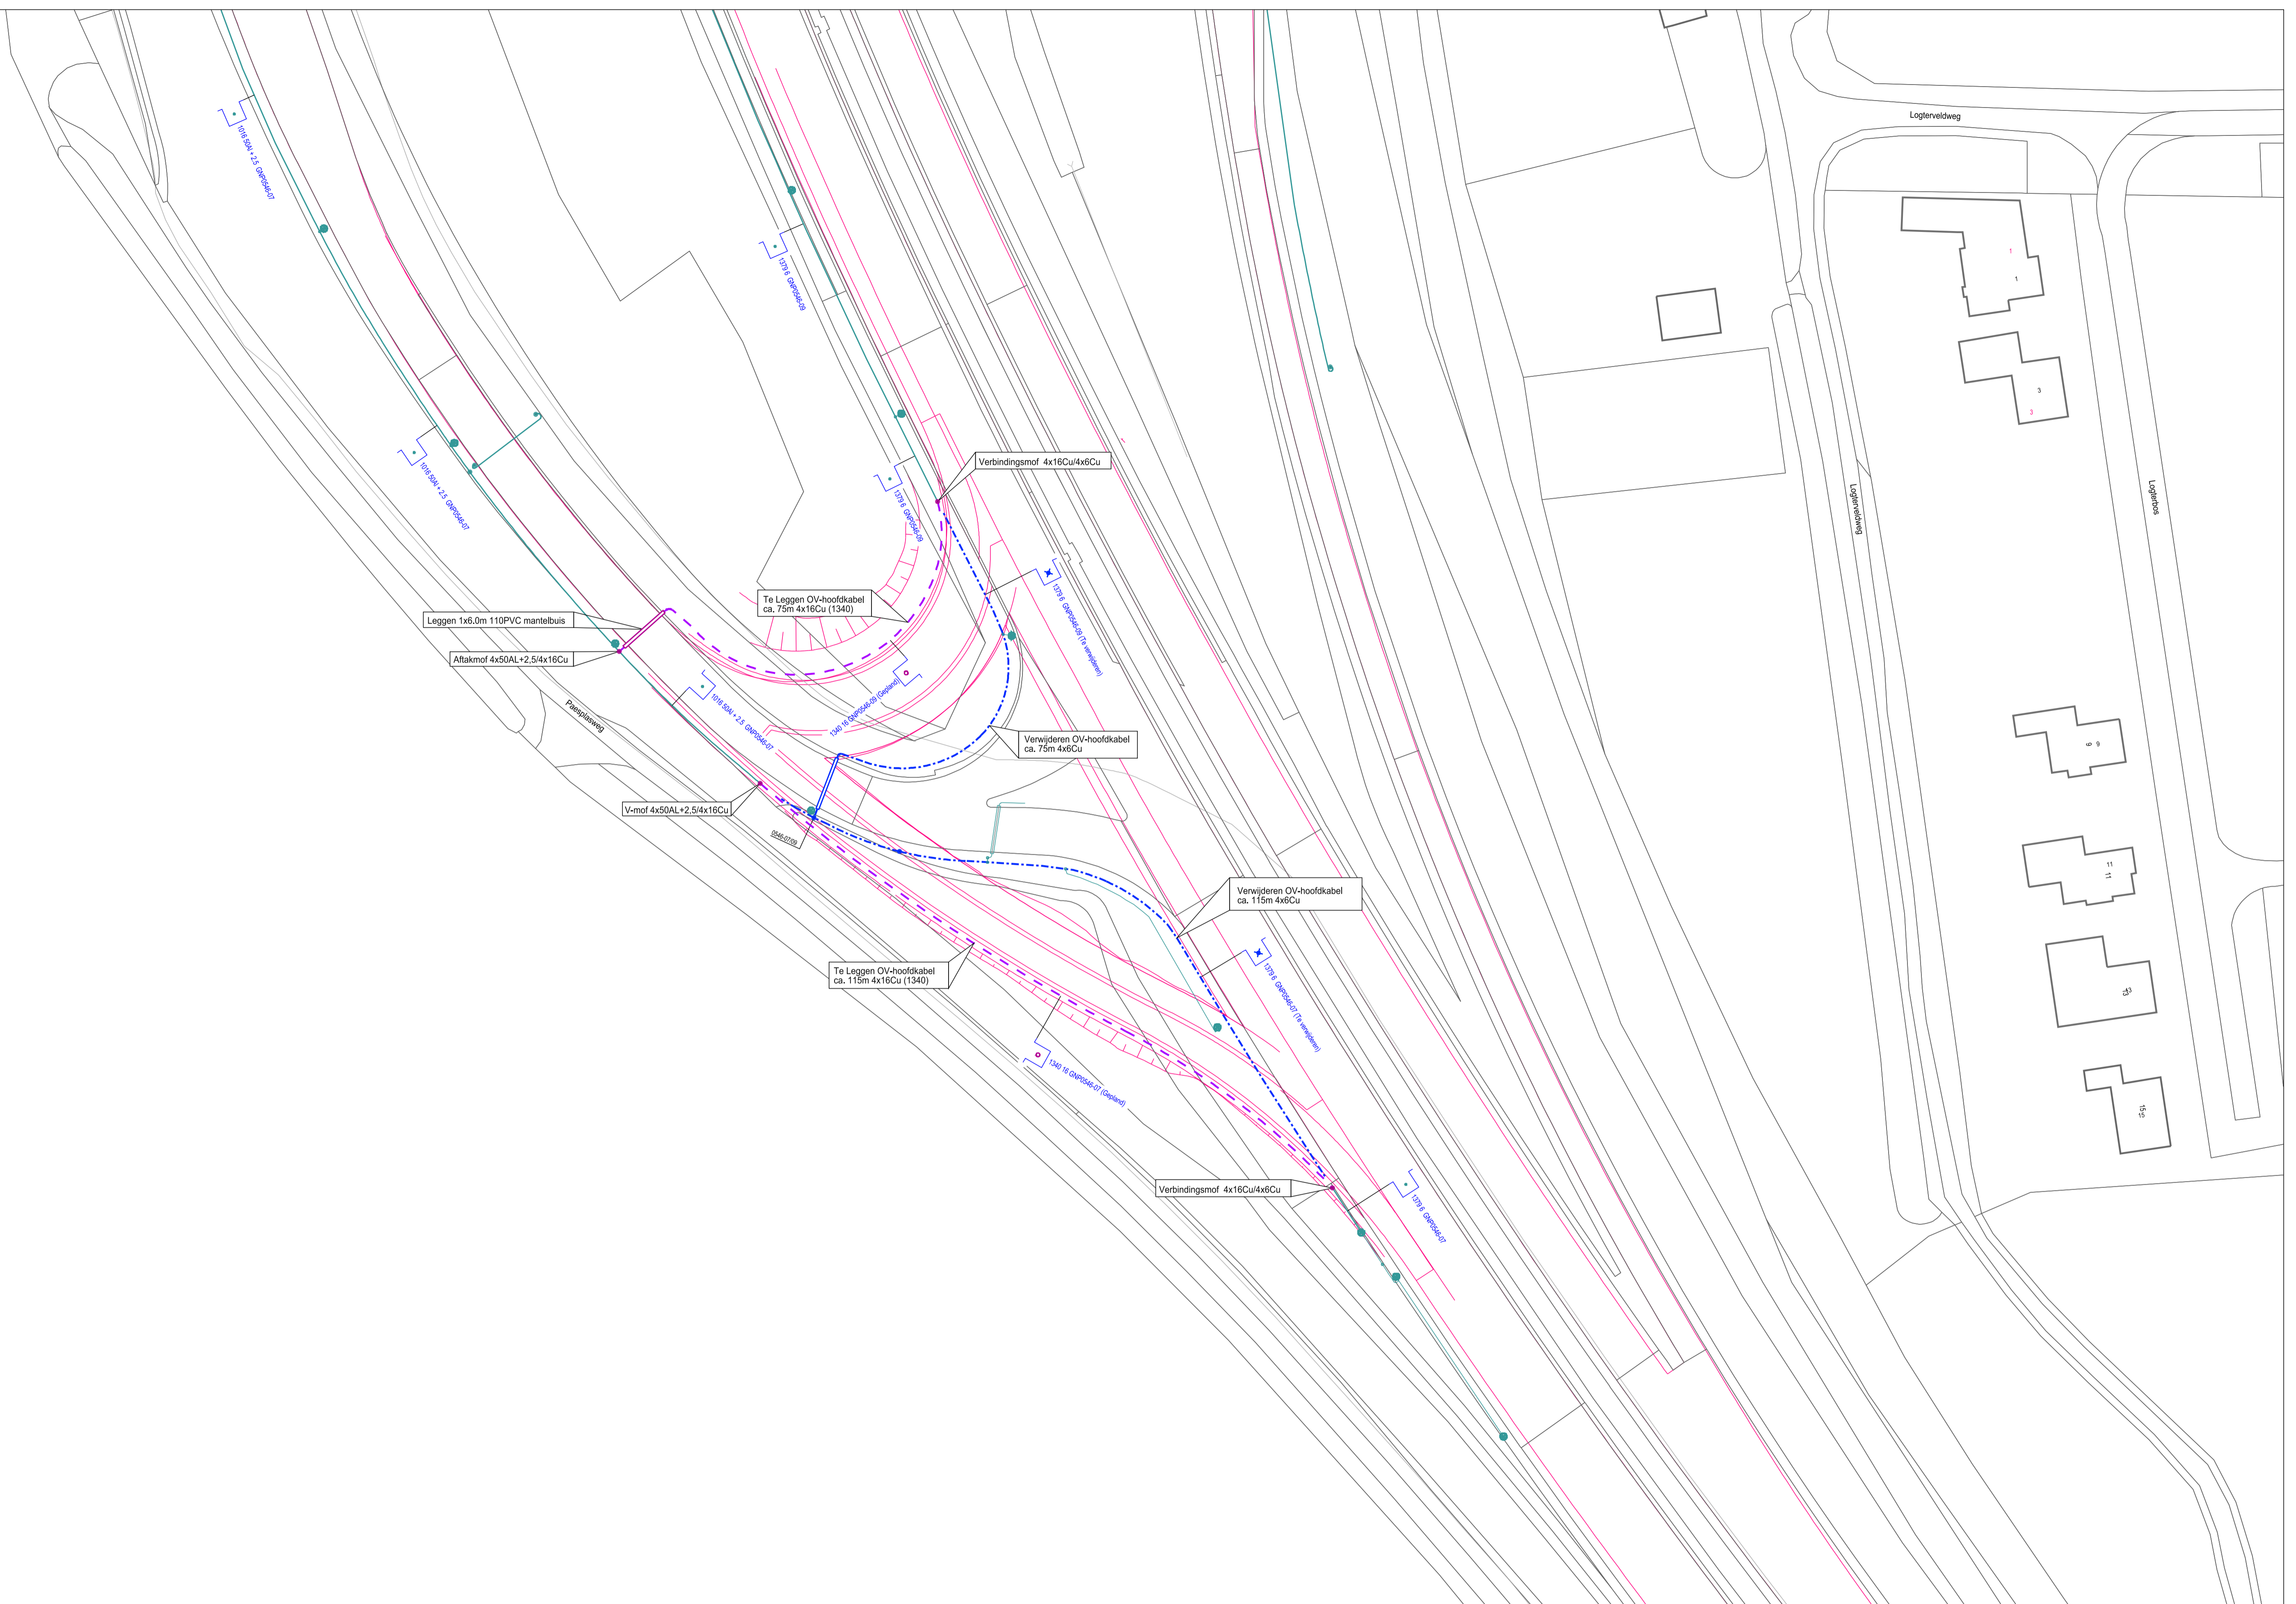 Logterveldweg
1016 50Al + 2.5 GNP0546-07
1379 6 GNP0546-09
1
1
3
3
1016 50Al + 2.5 GNP0546-07
Verbindingsmof 4x16Cu/4x6Cu
1379 6 GNP0546-09
Logterveldweg
Logterbos
1379 6 GNP0546-09 (Te verwijderen)
Te Leggen OV-hoofdkabel
ca. 75m 4x16Cu (1340)
Leggen 1x6.0m 110PVC mantelbuis
Aftakmof 4x50AL+2,5/4x16Cu
1016 50Al + 2.5 GNP0546-07
1340 16 GNP0546-09 (Gepland)
Paesplasweg
Verwijderen OV-hoofdkabel
ca. 75m 4x6Cu
9
9
V-mof 4x50AL+2,5/4x16Cu
0546-07/09
11
11
Verwijderen OV-hoofdkabel
ca. 115m 4x6Cu
Te Leggen OV-hoofdkabel
ca. 115m 4x16Cu (1340)
1379 6 GNP0546-07 (Te verwijderen)
13
13
1340 16 GNP0546-07 (Gepland)
15
15
Verbindingsmof 4x16Cu/4x6Cu
1379 6 GNP0546-07